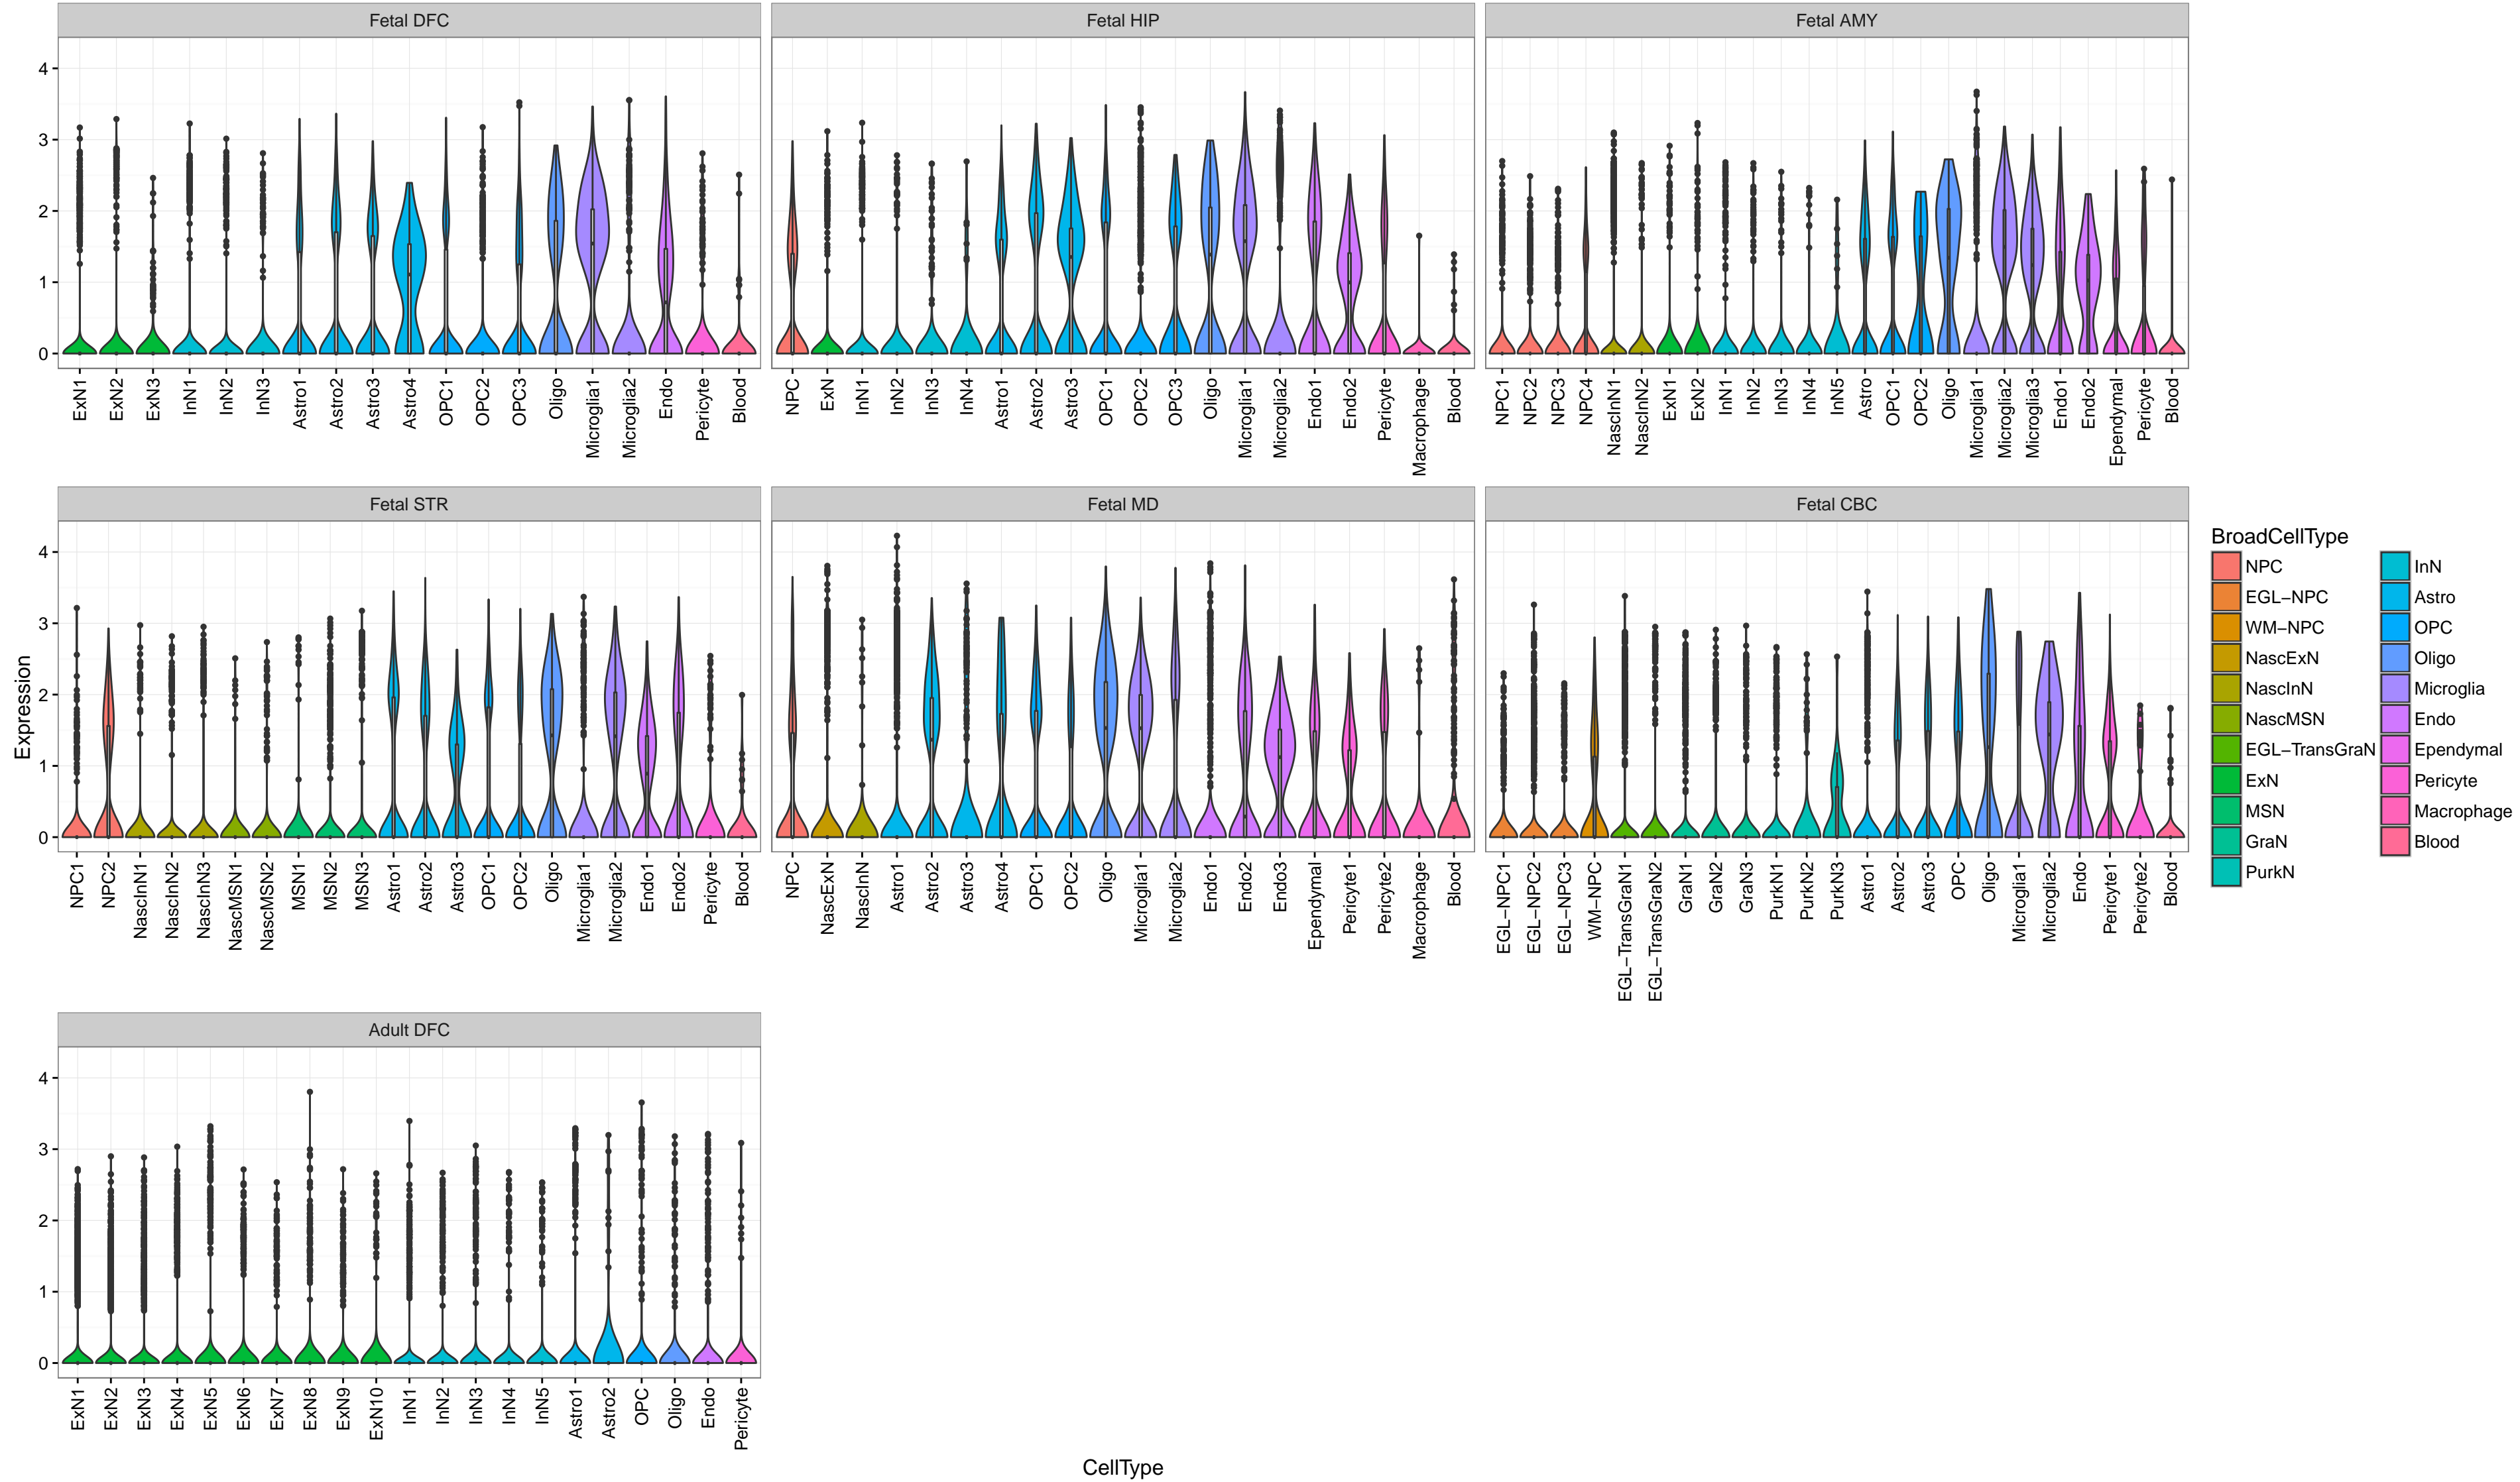 Fetal DFC
Fetal HIP
Fetal AMY
4
3
2
1
0
ExN1
ExN2
ExN3
InN1
InN2
InN3
Astro1
Astro2
Astro3
Astro4
OPC1
OPC2
OPC3
Oligo
Microglia1
Microglia2
Endo
Pericyte
Blood
NPC
ExN
InN1
InN2
InN3
InN4
Astro1
Astro2
Astro3
OPC1
OPC2
OPC3
Oligo
Microglia1
Microglia2
Endo1
Endo2
Pericyte
Macrophage
Blood
NPC1
NPC2
NPC3
NPC4
NascInN1
NascInN2
ExN1
ExN2
InN1
InN2
InN3
InN4
InN5
Astro
OPC1
OPC2
Oligo
Microglia1
Microglia2
Microglia3
Endo1
Endo2
Ependymal
Pericyte
Blood
Fetal STR
Fetal MD
Fetal CBC
Expression
4
3
2
1
0
NPC1
NPC2
NascInN1
NascInN2
NascInN3
NascMSN1
NascMSN2
MSN1
MSN2
MSN3
Astro1
Astro2
Astro3
OPC1
OPC2
Oligo
Microglia1
Microglia2
Endo1
Endo2
Pericyte
Blood
NPC
NascExN
NascInN
Astro1
Astro2
Astro3
Astro4
OPC1
OPC2
Oligo
Microglia1
Microglia2
Endo1
Endo2
Endo3
Ependymal
Pericyte1
Pericyte2
Macrophage
Blood
EGL−NPC1
EGL−NPC2
EGL−NPC3
WM−NPC
EGL−TransGraN1
EGL−TransGraN2
GraN1
GraN2
GraN3
PurkN1
PurkN2
PurkN3
Astro1
Astro2
Astro3
OPC
Oligo
Microglia1
Microglia2
Endo
Pericyte1
Pericyte2
Blood
BroadCellType
NPC
EGL−NPC
WM−NPC
NascExN
NascInN
NascMSN
EGL−TransGraN
ExN
MSN
GraN
PurkN
InN
Astro
OPC
Oligo
Microglia
Endo
Ependymal
Pericyte
Macrophage
Blood
Adult DFC
4
3
2
1
0
ExN1
ExN2
ExN3
ExN4
ExN5
ExN6
ExN7
ExN8
ExN9
ExN10
InN1
InN2
InN3
InN4
InN5
Astro1
Astro2
OPC
Oligo
Endo
Pericyte
CellType